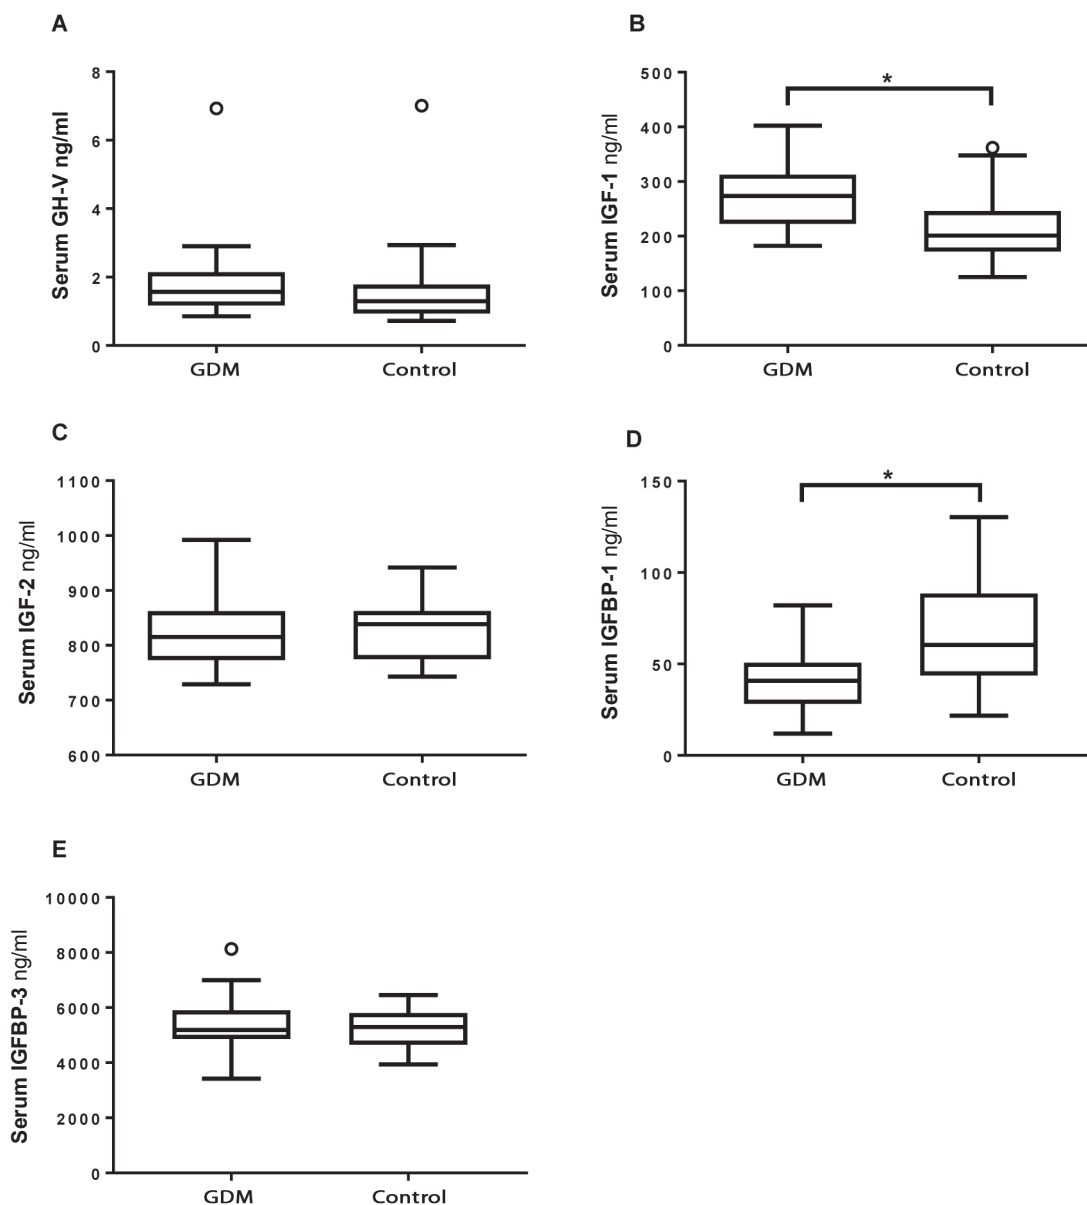 A
Serum GH-V ng/ml
8
6
4
2
0
GDM
Control
B
Serum IGF-1 ng/ml
500
400
300
200
100
0
*
GDM
Control
C
Serum IGF-2 ng/ml
1100
1000
900
800
700
600
GDM
Control
D
Serum IGFBP-1 ng/ml
150
100
50
0
*
GDM
Control
E
Serum IGFBP-3 ng/ml
10000
8000
6000
4000
2000
0
GDM
Control